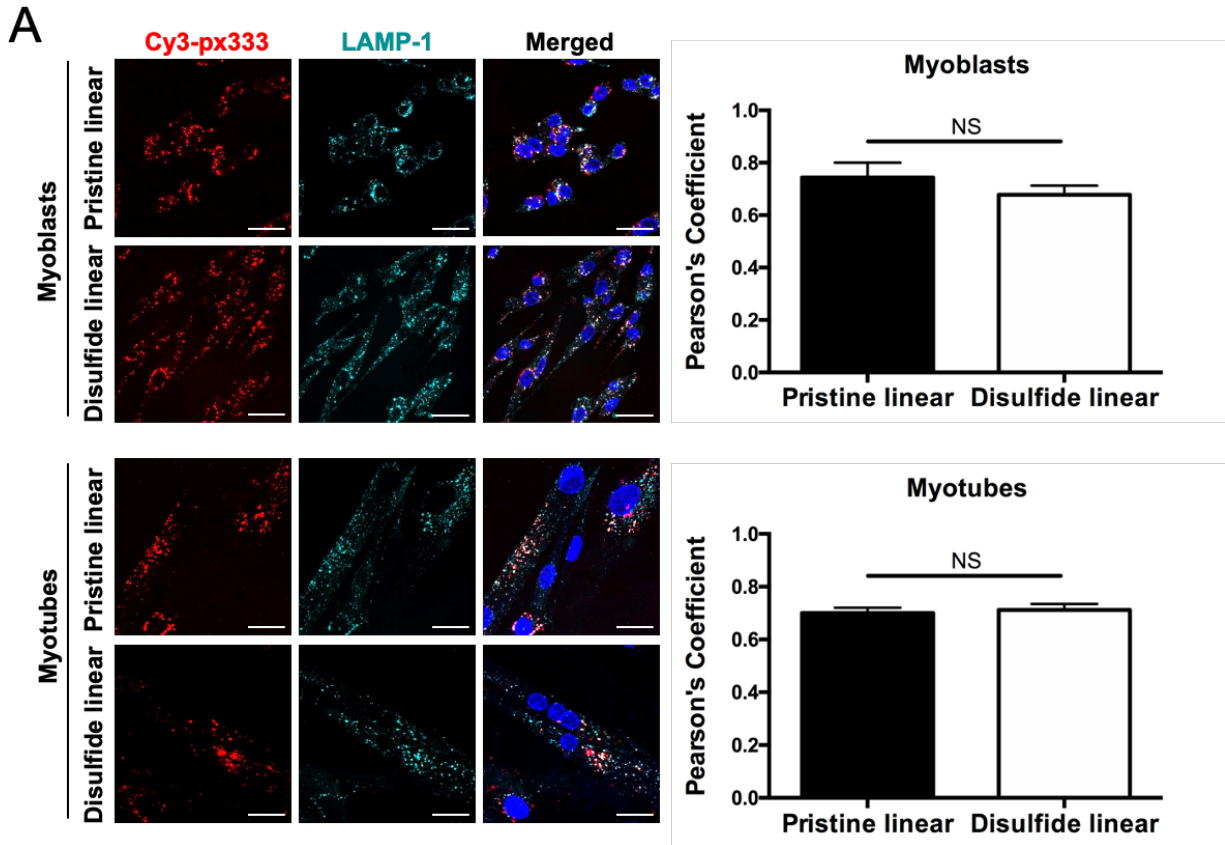 A
Cy3-px333 LAMP-1 Merged
Myoblasts
Pristine linear
Disulfide linear
Myoblasts
Pearson's Coefficient
1.0
0.8
0.6
0.4
0.2
0.0
NS
Pristine linear Disulfide linear
Myotubes
Pristine linear
Disulfide linear
Myotubes
Pearson's Coefficient
1.0
0.8
0.6
0.4
0.2
0.0
NS
Pristine linear Disulfide linear